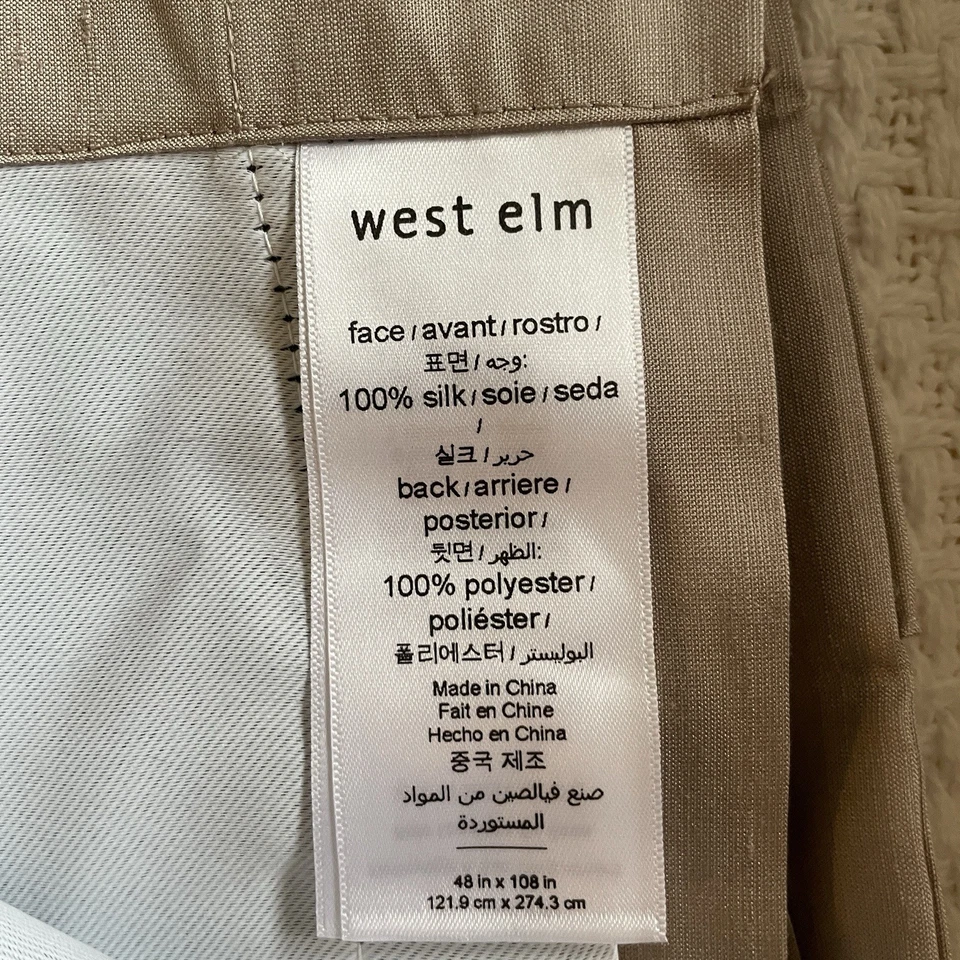 west elm
face / avant / rostro /
표면 / وجه:
100% silk / soie / seda
/
실크 / حرير
back / arriere /
posterior /
뒷면 / الظهر:
100% polyester /
poliéster /
폴리에스터 / البوليستر
Made in China
Fait en Chine
Hecho en China
중국 제조
صنع فيالصين من المواد
المستوردة
48 in x 108 in
121.9 cm x 274.3 cm